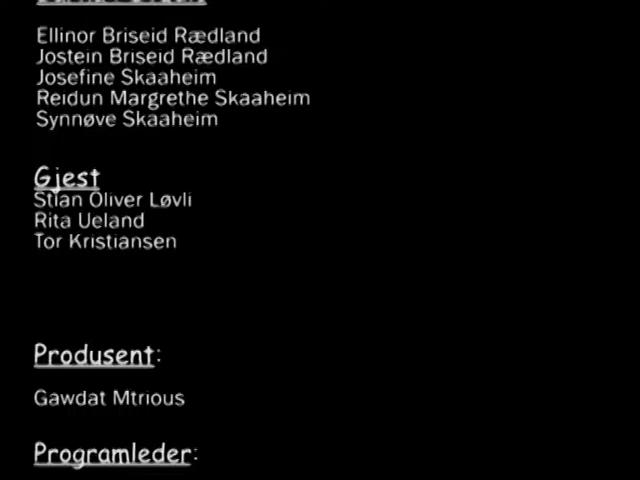 Ellinor Briseid Rædland
Jostein Briseid Rædland
Josefine Skaaheim
Reidun Margrethe Skaaheim
Synnøve Skaaheim
Gjest
Stian Oliver Løvli
Rita Ueland
Tor Kristiansen
Produsent:
Gawdat Mtrious
Programleder: